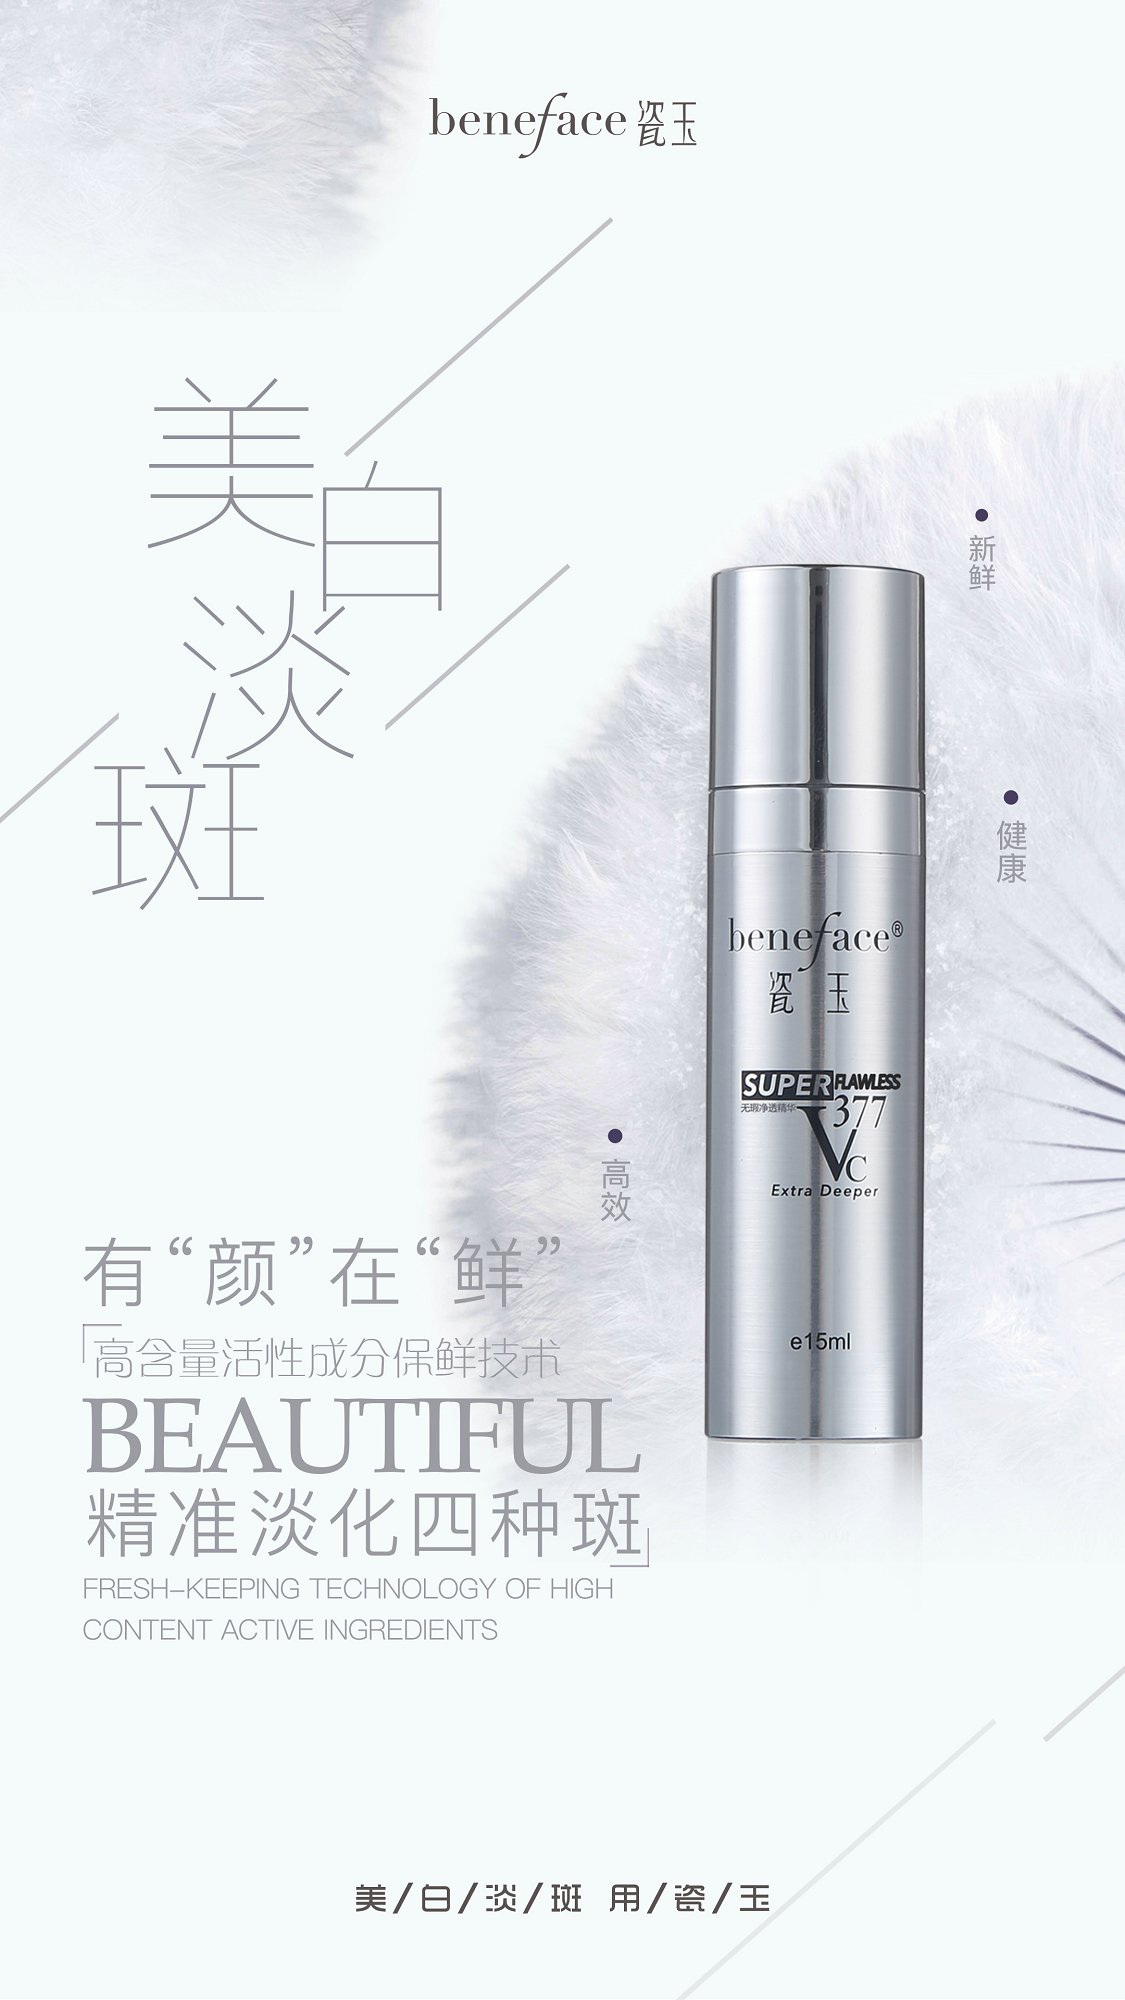 beneface 瓷玉
美白
淡
斑
新鲜
健康
beneface®
瓷玉
SUPER FLAWLESS
无瑕净透精华
377
Vc
Extra Deeper
e15ml
高效
有“颜”在“鲜”
「高含量活性成分保鲜技术
BEAUTIFUL
精准淡化四种斑」
FRESH-KEEPING TECHNOLOGY OF HIGH
CONTENT ACTIVE INGREDIENTS
美/白/淡/斑 用/瓷/玉